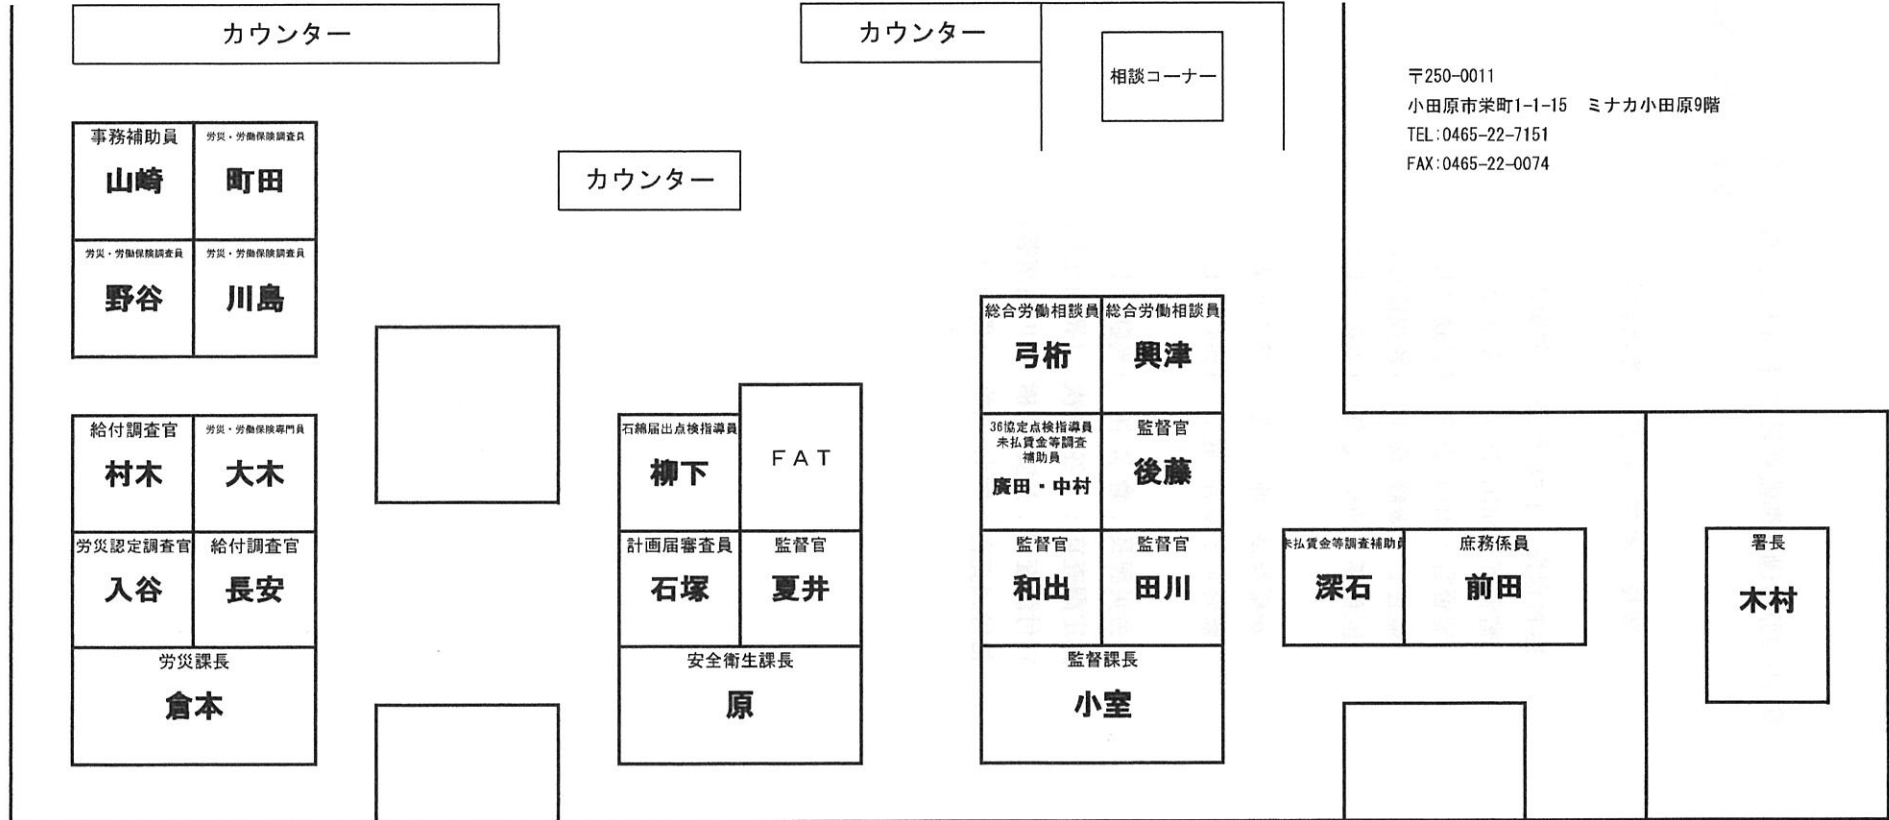 カウンター
カウンター
相談コーナー
〒250-0011
小田原市栄町1-1-15　ミナカ小田原9階
TEL:0465-22-7151
FAX:0465-22-0074
カウンター
事務補助員
山崎
労災・労働保険調査員
町田
労災・労働保険調査員
野谷
労災・労働保険調査員
川島
給付調査官
村木
労災・労働保険専門員
大木
労災認定調査官
入谷
給付調査官
長安
労災課長
倉本
石綿届出点検指導員
柳下
ＦＡＴ
計画届審査員
石塚
監督官
夏井
安全衛生課長
原
総合労働相談員
弓桁
総合労働相談員
興津
36協定点検指導員
未払賃金等調査
補助員
廣田・中村
監督官
後藤
監督官
和出
監督官
田川
監督課長
小室
未払賃金等調査補助員
深石
庶務係員
前田
署長
木村